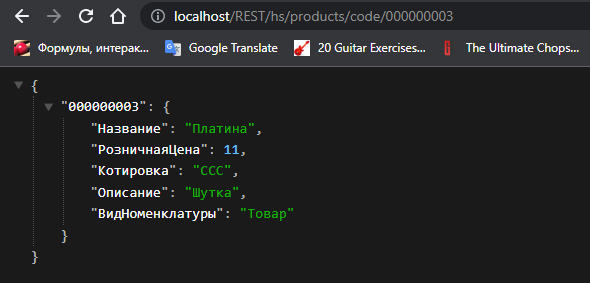 localhost/REST/hs/products/code/000000003
Формулы, интерак... Google Translate 20 Guitar Exercises... The Ultimate Chops...
{
"000000003": {
"Название": "Платина",
"РозничнаяЦена": 11,
"Котировка": "ССС",
"Описание": "Шутка",
"ВидНоменклатуры": "Товар"
}
}